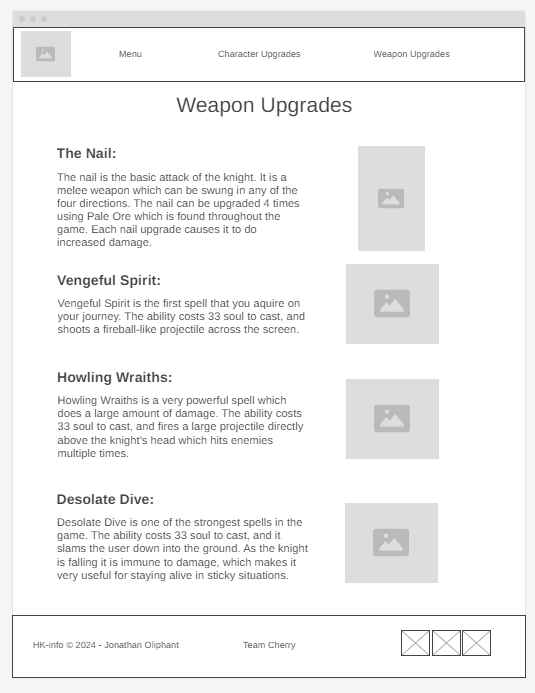 Menu
Character Upgrades
Weapon Upgrades
Weapon Upgrades
The Nail:
The nail is the basic attack of the knight. It is a
melee weapon which can be swung in any of the
four directions. The nail can be upgraded 4 times
using Pale Ore which is found throughout the
game. Each nail upgrade causes it to do
increased damage.
Vengeful Spirit:
Vengeful Spirit is the first spell that you aquire on
your journey. The ability costs 33 soul to cast, and
shoots a fireball-like projectile across the screen.
Howling Wraiths:
Howling Wraiths is a very powerful spell which
does a large amount of damage. The ability costs
33 soul to cast, and fires a large projectile directly
above the knight's head which hits enemies
multiple times.
Desolate Dive:
Desolate Dive is one of the strongest spells in the
game. The ability costs 33 soul to cast, and it
slams the user down into the ground. As the knight
is falling it is immune to damage, which makes it
very useful for staying alive in sticky situations.
HK-info © 2024 - Jonathan Oliphant
Team Cherry